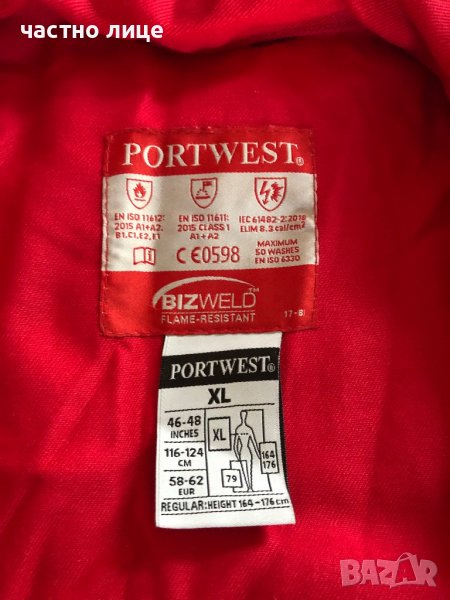 частно лице
PORTWEST®
EN ISO 11612: EN ISO 11611: IEC 61482-2:2018
2015 A1+A2, 2015 CLASS 1 ELIM 8.3 cal/cm²
B1,C1,E2,F1 A1+A2
CE0598
MAXIMUM
50 WASHES
EN ISO 6330
BIZWELD™
FLAME-RESISTANT
17-B
PORTWEST®
XL
46-48
INCHES
116-124
CM
58-62
EUR
XL
164
176
79
REGULAR:HEIGHT 164-176cm
BAZAR